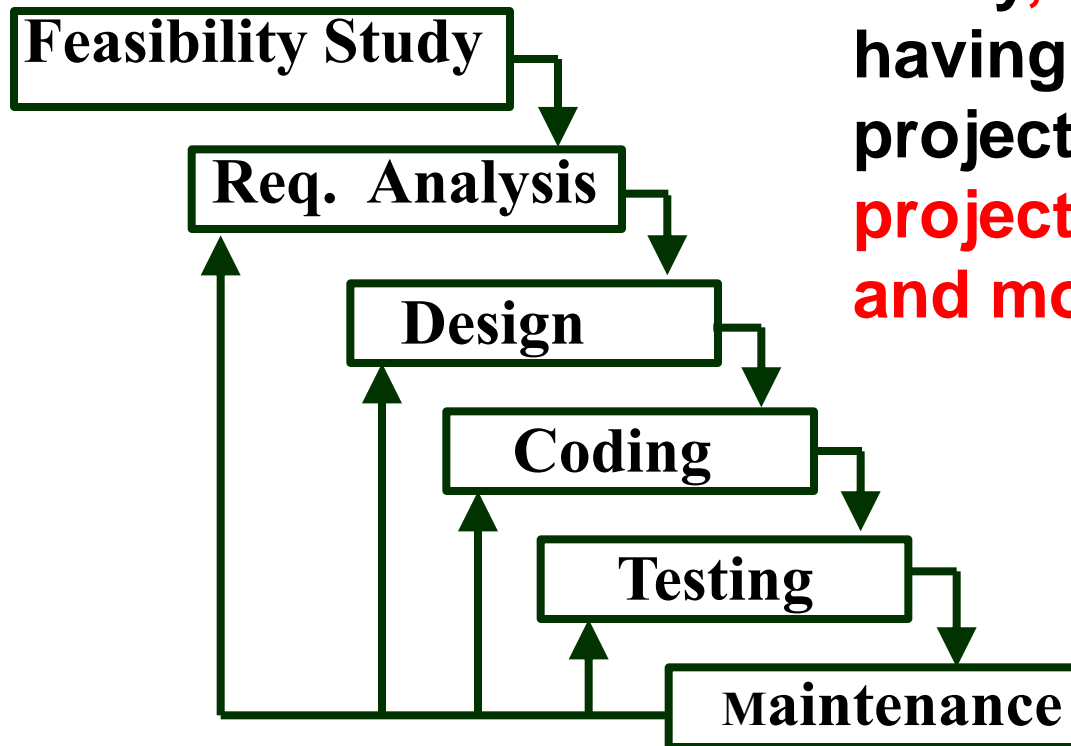 Feasibility Study
having
project
Req. Analysis
project
and mo
Design
Coding
Testing
Maintenance